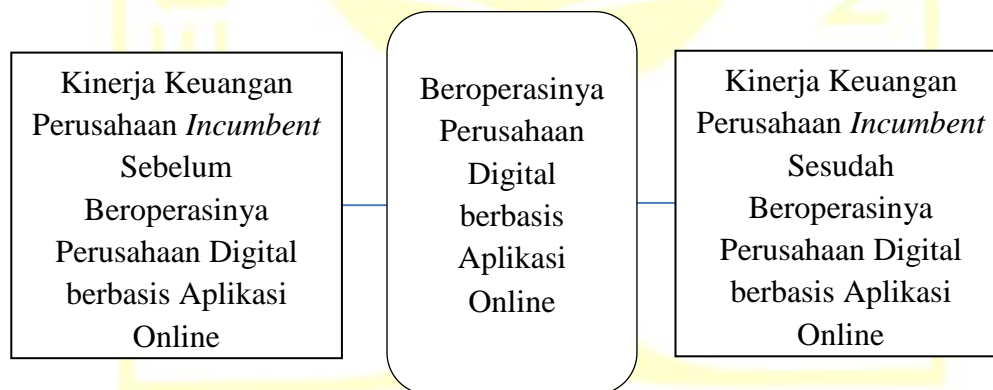 Kinerja Keuangan
Perusahaan Incumbent
Sebelum
Beroperasinya
Perusahaan Digital
berbasis Aplikasi
Online
Beroperasinya
Perusahaan
Digital
berbasis
Aplikasi
Online
Kinerja Keuangan
Perusahaan Incumbent
Sesudah
Beroperasinya
Perusahaan Digital
berbasis Aplikasi
Online